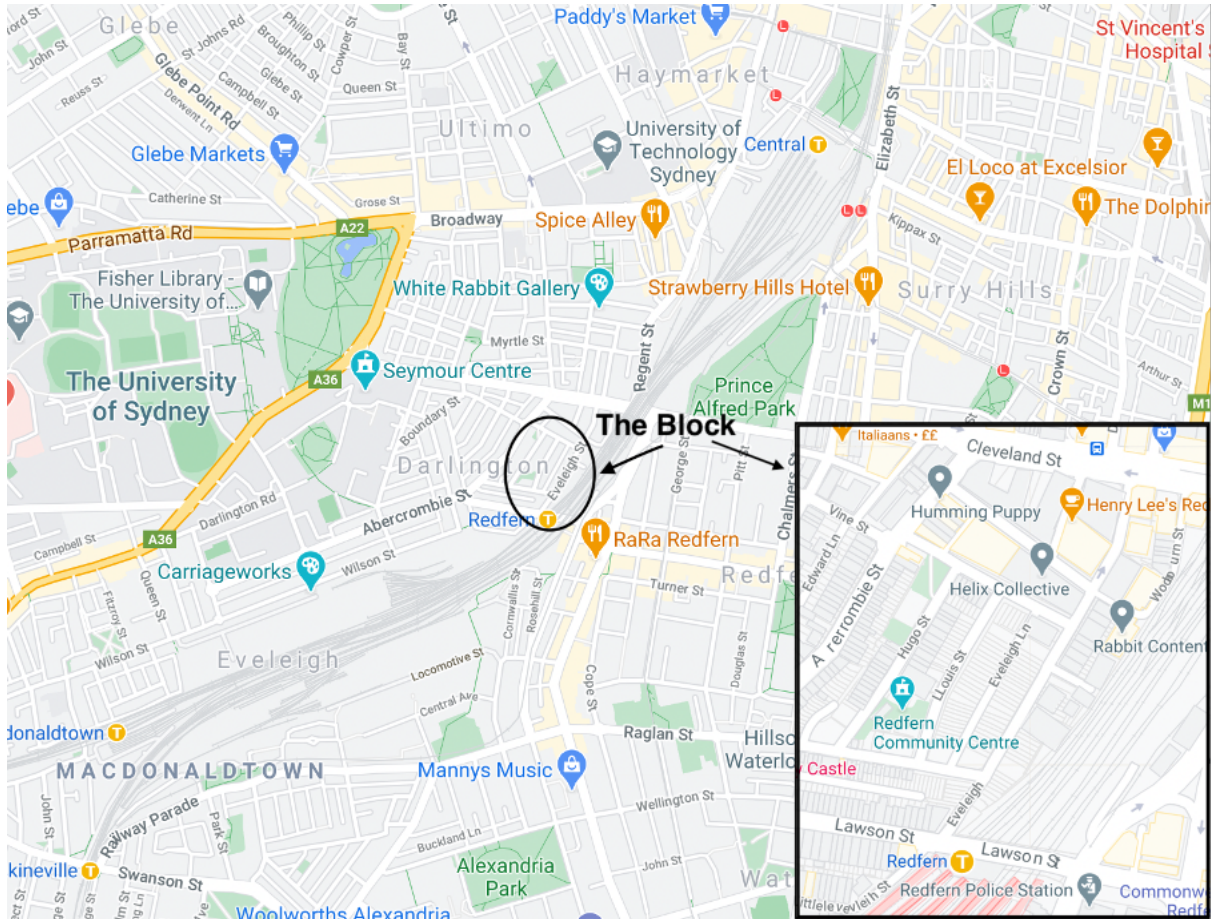 Glebe
St Johns Rd
Phillip St
Broughton St
Cowper St
Bay St
Paddy's Market
St Vincent's
Hospital
ford St
John St
Glebe St
Campbell St
Queen St
Reuss St
Glebe Point Rd
Derwent Ln
Haymarket
Ultimo
University of
Technology
Sydney
Central
Elizabeth St
Glebe Markets
El Loco at Excelsior
The Dolphin
Catherine St
Grose St
ebe
Broadway
Spice Alley
Kippax St
Parramatta Rd
A22
Fisher Library -
The University of...
White Rabbit Gallery
Strawberry Hills Hotel
Surry Hills
Myrtle St
Regent St
Crown St
Arthur St
The University
of Sydney
A36
Seymour Centre
Prince
Alfred Park
M1
Boundary St
The Block
Darlington
Eveleigh St
George St
Pitt St
Chalmers St
Abercrombie St
Darlington Rd
Redfern
RaRa Redfern
Campbell St
A36
Wilson St
Carriageworks
Queen St
Fitzroy St
Turner St
Redfe
Cornwallis St
Rosehill St
Wilson St
Eveleigh
Locomotive St
Douglas St
Central Ave
Cope St
donaldtown
Raglan St
Hillso
Waterlo
MACDONALDTOWN
Mannys Music
Railway Parade
John St
Park St
Wellington St
Buckland Ln
John St
kineville
Swanson St
Alexandria
Park
Wat
Woolworths Alexandria
Italiaans • ££
Cleveland St
Humming Puppy
Henry Lee's Red
Vine St
Edward Ln
Helix Collective
A rerrombie St
Hugo St
Rabbit Content
Eveleigh Ln
LLouis St
Redfern
Community Centre
Castle
Eveleigh
Lawson St
Lawson St
Redfern
Redfern Police Station
Commonw
Redfe